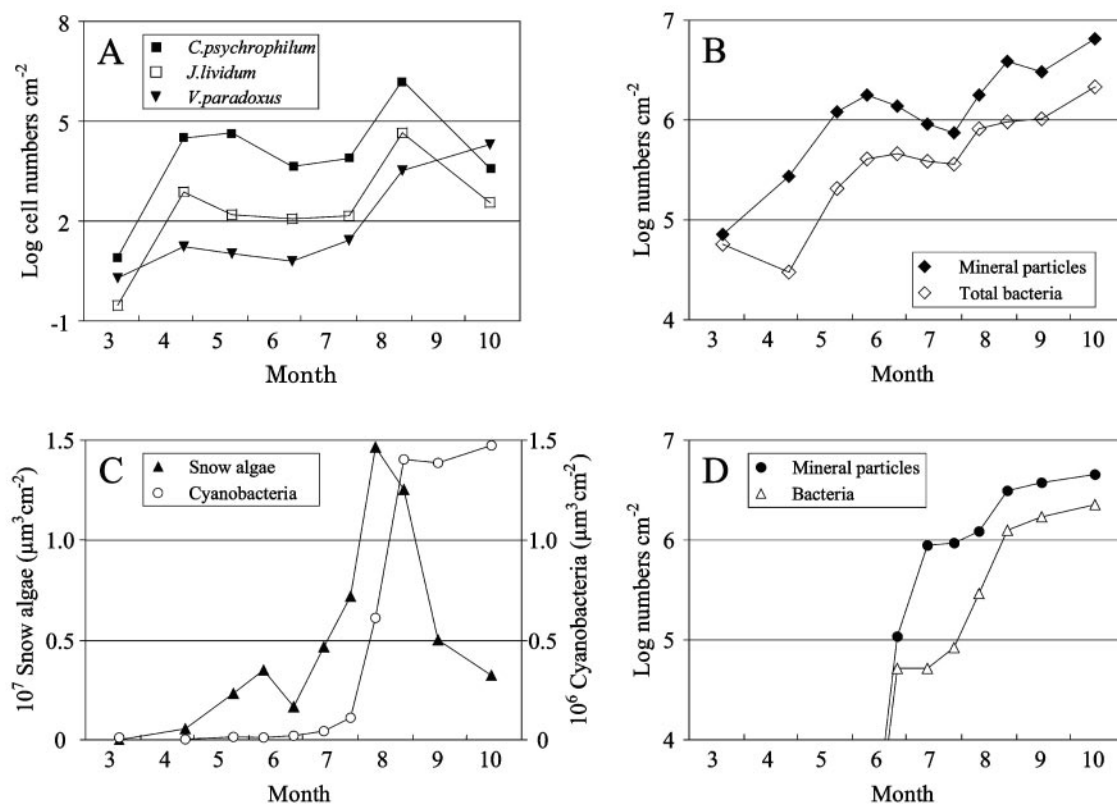 A
C.psychrophilum
J.lividum
V.paradoxus
Log cell numbers cm-2
8
5
2
-1
3 4 5 6 7 8 9 10
Month
B
Mineral particles
Total bacteria
Log numbers cm-2
7
6
5
4
3 4 5 6 7 8 9 10
Month
C
Snow algae
Cyanobacteria
10⁷ Snow algae (μm³cm⁻²)
1.5
1.0
0.5
0
1.5
1.0
0.5
0
10⁶ Cyanobacteria (μm³cm⁻²)
3 4 5 6 7 8 9 10
Month
D
Mineral particles
Bacteria
Log numbers cm-2
7
6
5
4
3 4 5 6 7 8 9 10
Month